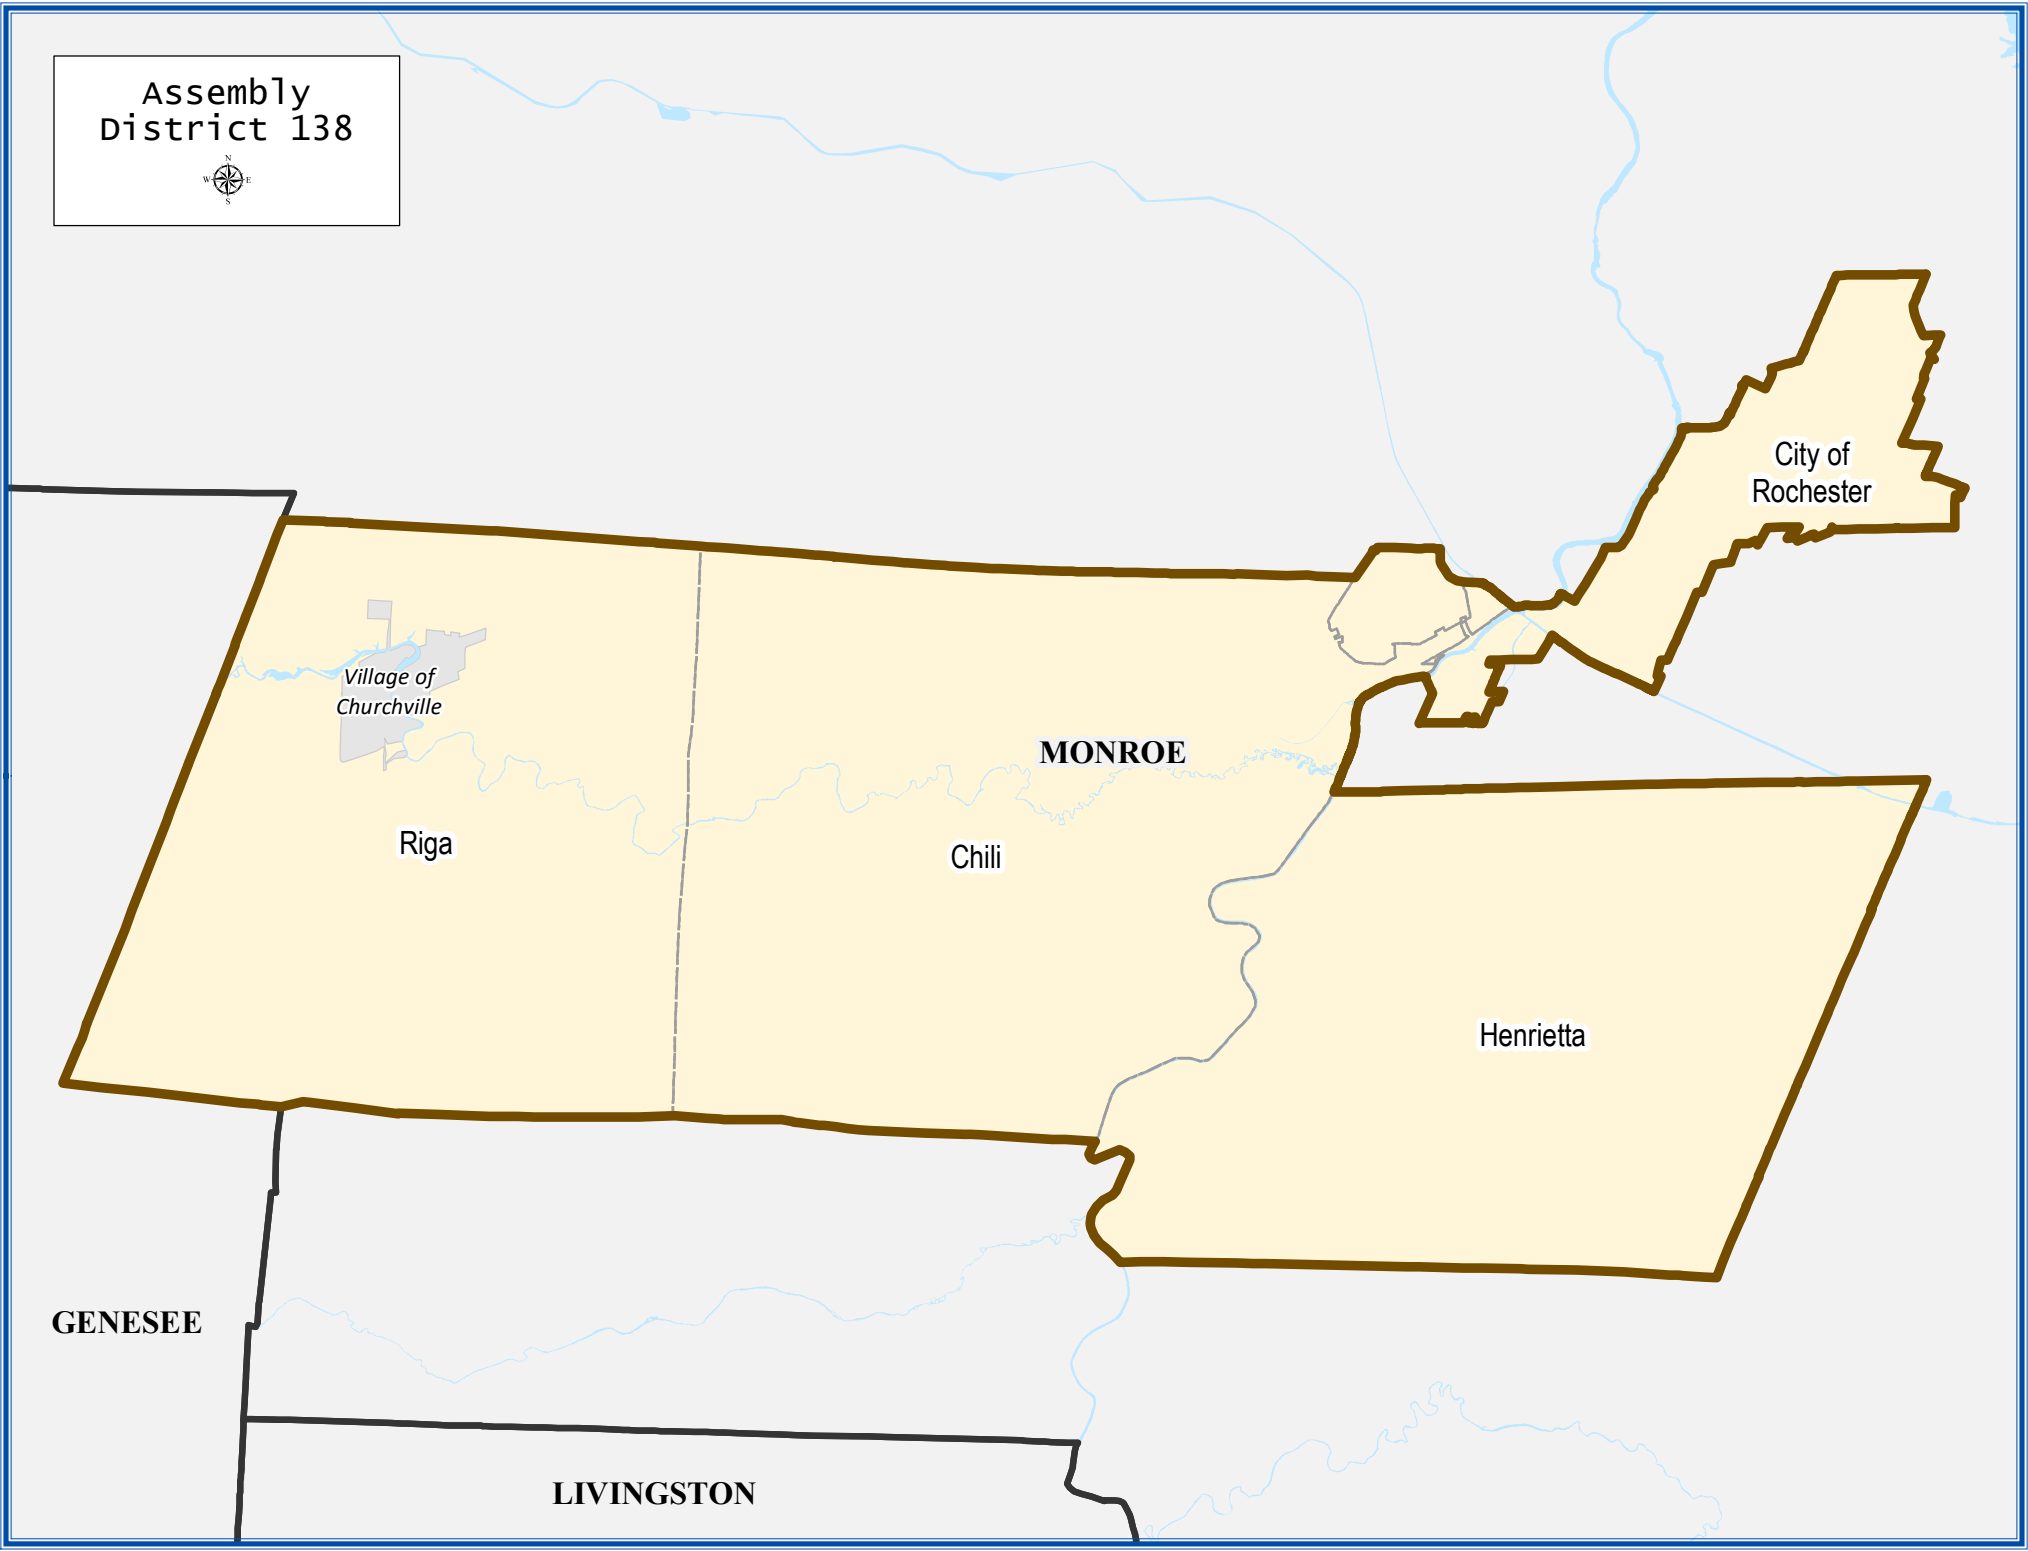 Assembly
District 138
N
W E
S
City of
Rochester
Village of
Churchville
MONROE
Riga
Chili
Henrietta
GENESEE
LIVINGSTON